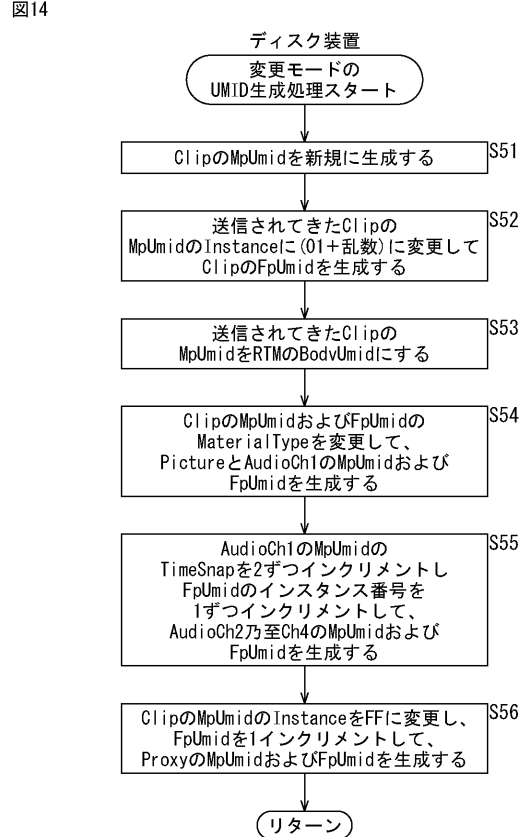 図14
ディスク装置
変更モードの
UMID生成処理スタート
ClipのMpUmidを新規に生成する
S51
送信されてきたClipの
MpUmidのInstanceに(01+乱数)に変更して
ClipのFpUmidを生成する
S52
送信されてきたClipの
MpUmidをRTMのBodyUmidにする
S53
ClipのMpUmidおよびFpUmidの
MaterialTypeを変更して、
PictureとAudioCh1のMpUmidおよび
FpUmidを生成する
S54
AudioCh1のMpUmidの
TimeSnapを2ずつインクリメントし
FpUmidのインスタンス番号を
1ずつインクリメントして、
AudioCh2乃至Ch4のMpUmidおよび
FpUmidを生成する
S55
ClipのMpUmidのInstanceをFFに変更し、
FpUmidを1インクリメントして、
ProxyのMpUmidおよびFpUmidを生成する
S56
リターン